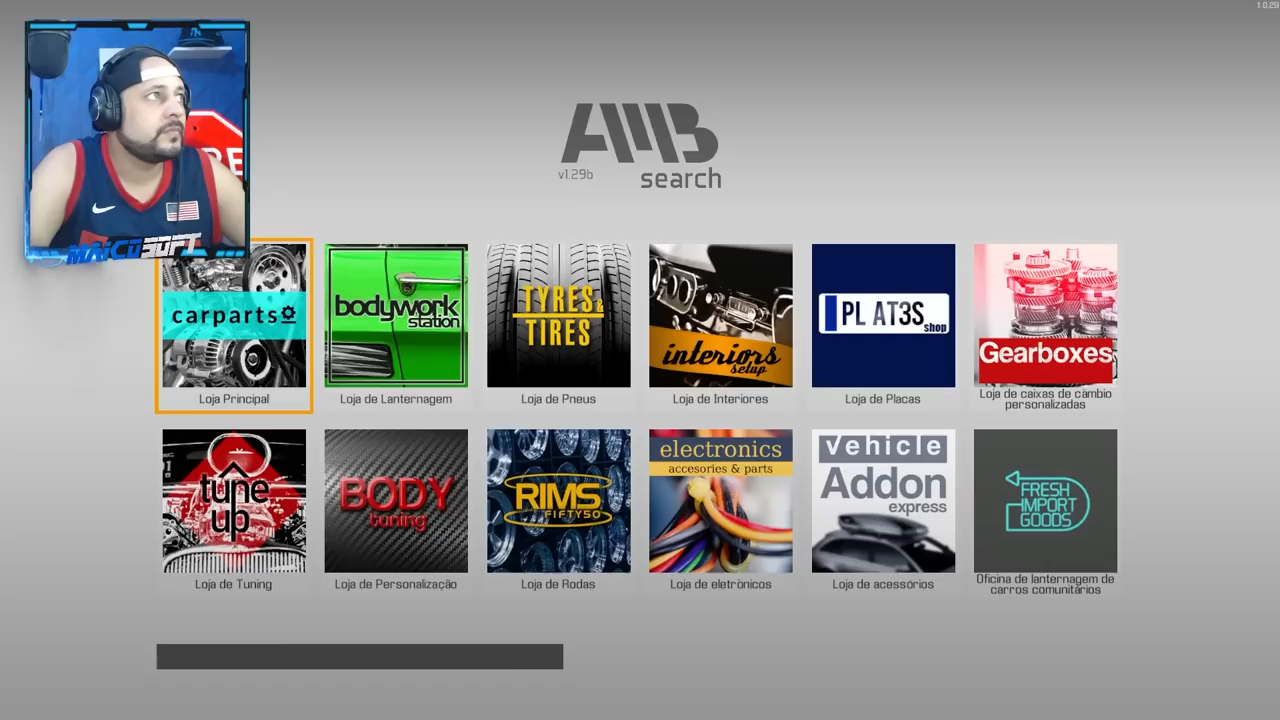 1.0.29
AMB
v1.29b
search
MAICOSOFT
carparts
bodywork
station
TYRES&
TIRES
interiors
setup
PL AT3S
shop
Gearboxes
Loja Principal
Loja de Lanternagem
Loja de Pneus
Loja de Interiores
Loja de Placas
Loja de caixas de câmbio
personalizadas
tune
up
BODY
tuning
RIMS
FIFTY50
electronics
accesories & parts
vehicle
Addon
express
FRESH
IMPORT
GOODS
Loja de Tuning
Loja de Personalização
Loja de Rodas
Loja de eletrônicos
Loja de acessórios
Oficina de lanternagem de
carros comunitários